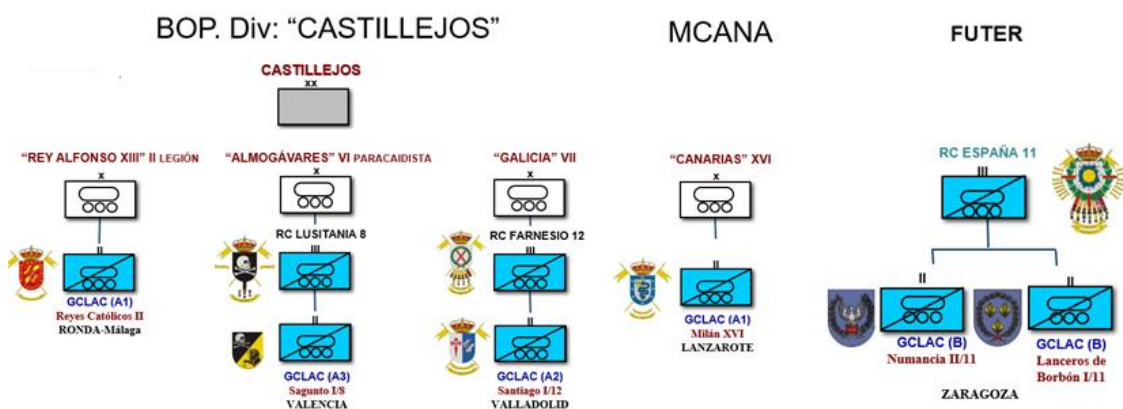 BOP. Div: “CASTILLEJOS”
MCANA
FUTER
CASTILLEJOS
xx
“REY ALFONSO XIII” II LEGIÓN
x
“ALMOGÁVARES” VI PARACAIDISTA
x
“GALICIA” VII
x
“CANARIAS” XVI
x
RC ESPAÑA 11
III
RC LUSITANIA 8
III
RC FARNESIO 12
III
II
GCLAC (A1)
Reyes Católicos II
RONDA-Málaga
II
GCLAC (A3)
Sagunto I/8
VALENCIA
II
GCLAC (A2)
Santiago I/12
VALLADOLID
II
GCLAC (A1)
Milán XVI
LANZAROTE
II
GCLAC (B)
Numancia II/11
II
GCLAC (B)
Lanceros de
Borbón I/11
ZARAGOZA